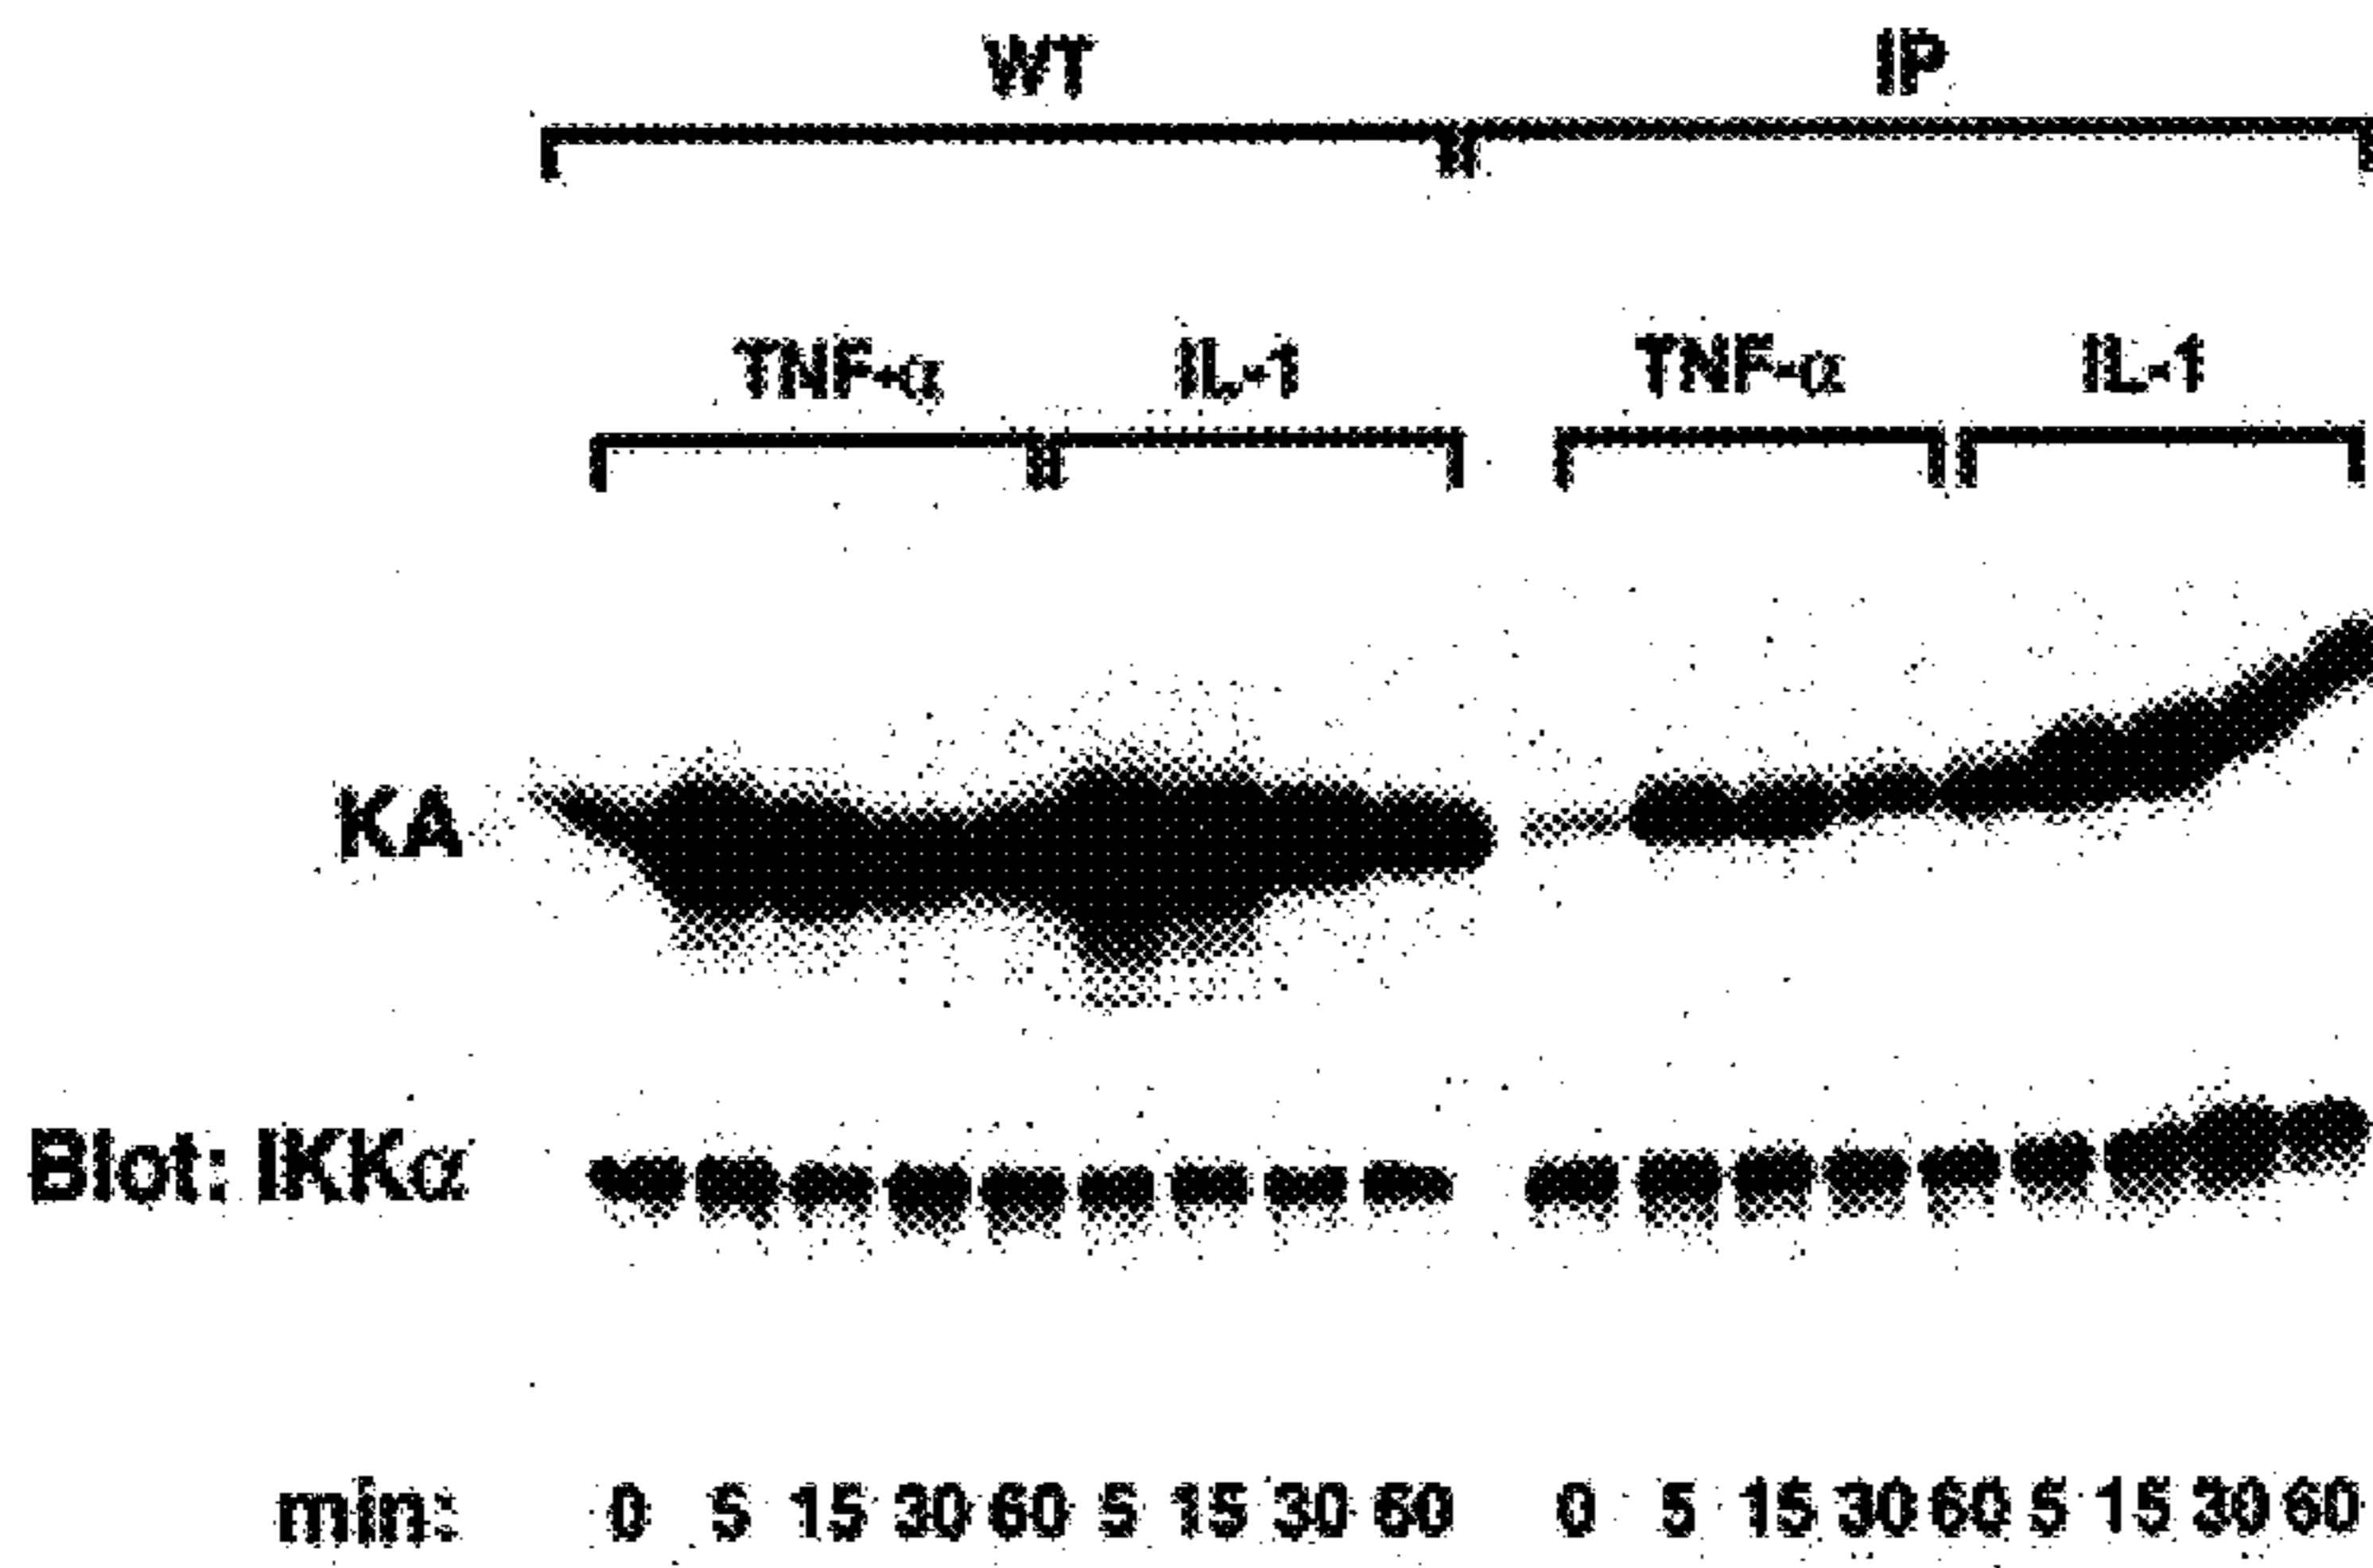 WT IP
TNF-α IL-1 TNF-α IL-1
KA
Blot: IKKα
min: 0 5 15 30 60 5 15 30 60 0 5 15 30 60 5 15 30 60